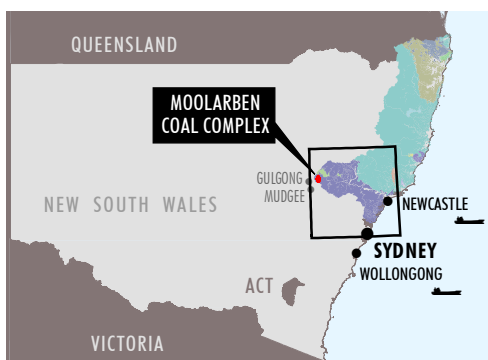 QUEENSLAND
MOOLARBEN
COAL COMPLEX
GULGONG
MUDGEE
NEW SOUTH WALES
NEWCASTLE
SYDNEY
WOLLONGONG
ACT
VICTORIA